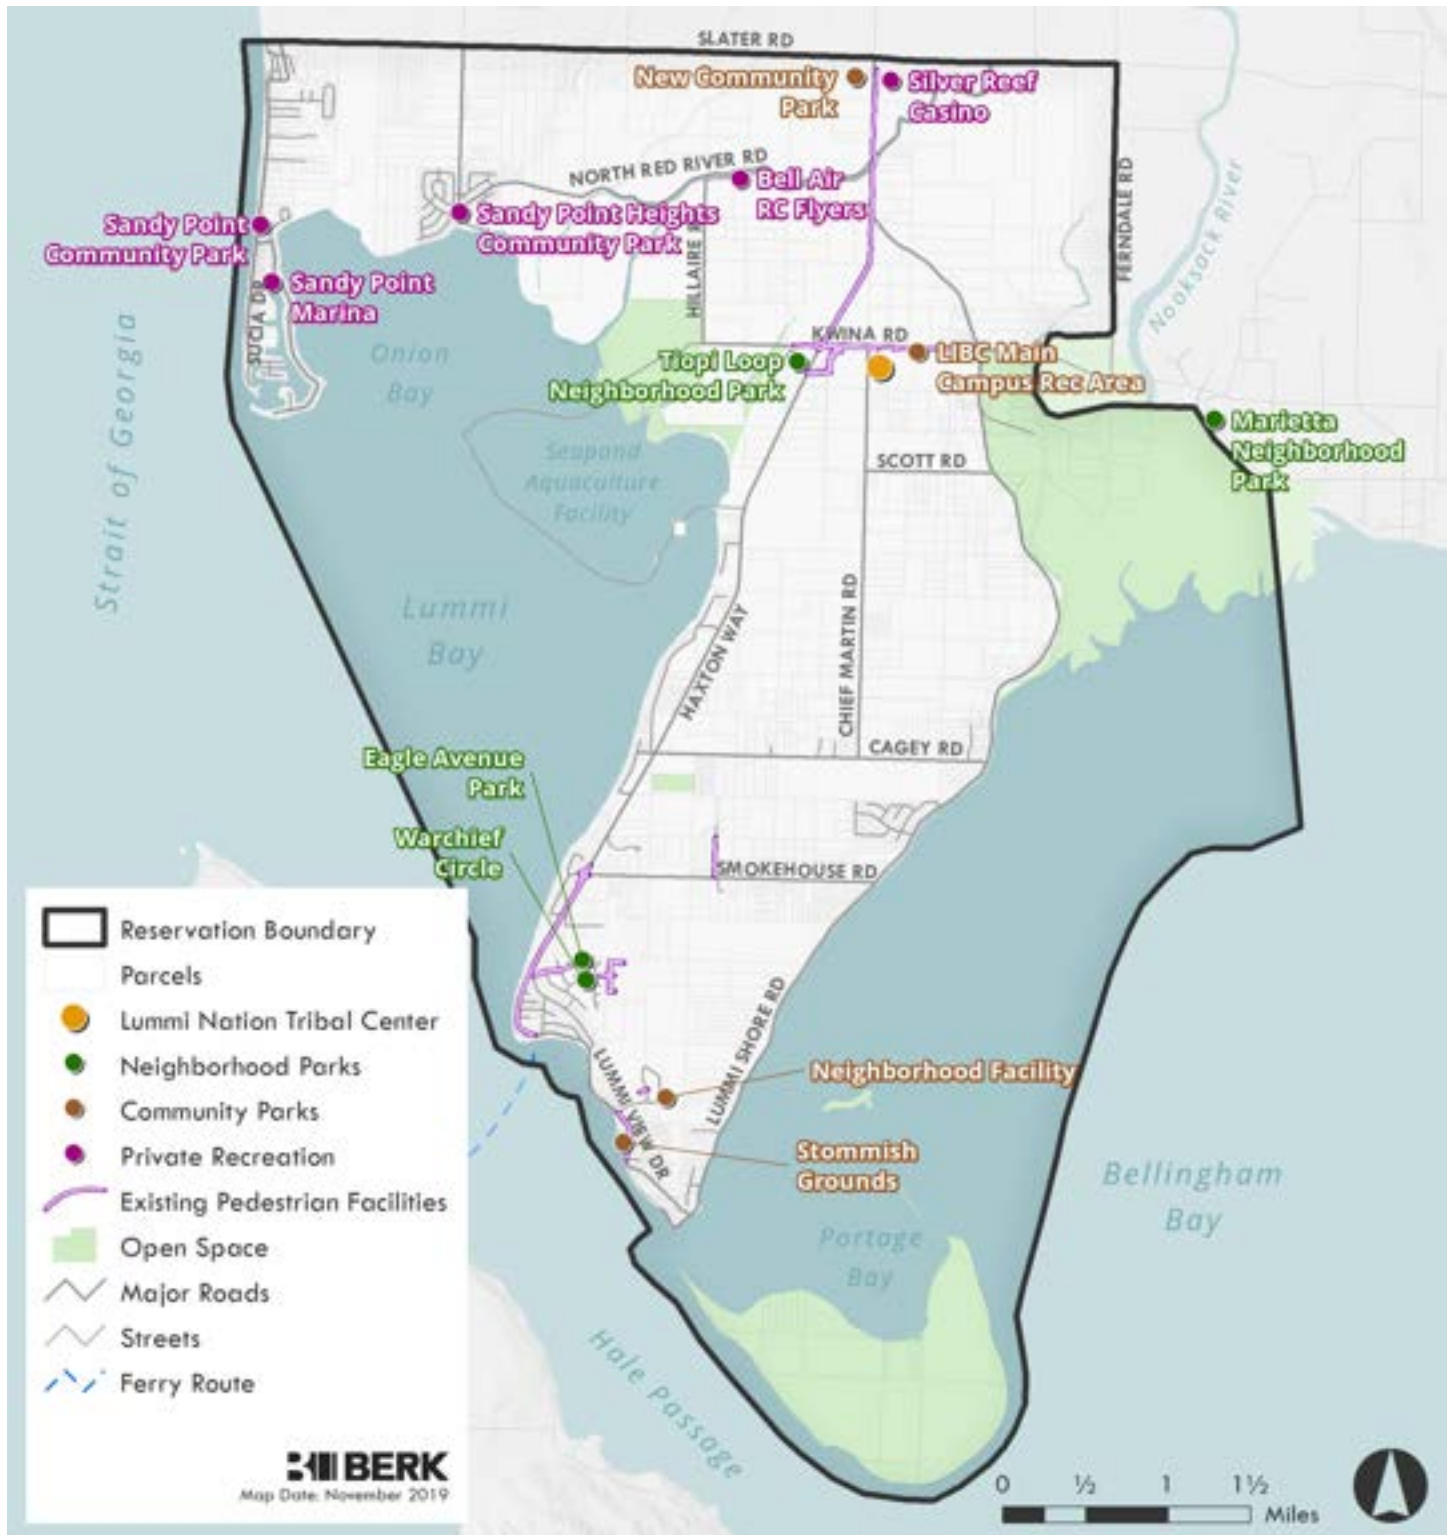 SLATER RD
New Community
Park
Silver Reef
Casino
NORTH RED RIVER RD
Bell Air
RC Flyers
FERNDALE RD
Nooksack River
Sandy Point
Community Park
Sandy Point Heights
Community Park
HILLAIRE R
Sandy Point
Marina
SUCIA DR
Strait of Georgia
Onion
Bay
KWINA RD
Tiopi Loop
Neighborhood Park
LIBC Main
Campus Rec Area
Marietta
Neighborhood
Park
SCOTT RD
Seapond
Aquaculture
Facility
Lummi
Bay
HAXTON WAY
CHIEF MARTIN RD
CAGEY RD
Eagle Avenue
Park
Warchief
Circle
SMOKEHOUSE RD
LUMMI SHORE RD
LUMMI VIEW DR
Neighborhood Facility
Stommish
Grounds
Bellingham
Bay
Portage
Bay
Hale Passage
Reservation Boundary
Parcels
Lummi Nation Tribal Center
Neighborhood Parks
Community Parks
Private Recreation
Existing Pedestrian Facilities
Open Space
Major Roads
Streets
Ferry Route
BERK
Map Date: November 2019
0 ½ 1 1½
Miles